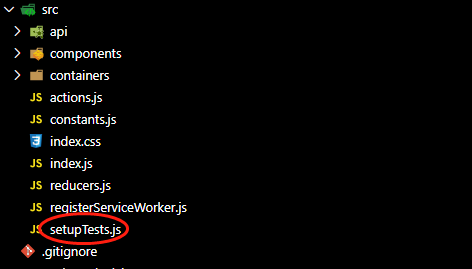 src
api
components
containers
JS actions.js
JS constants.js
index.css
JS index.js
JS reducers.js
JS registerServiceWorker.js
JS setupTests.js
.gitignore